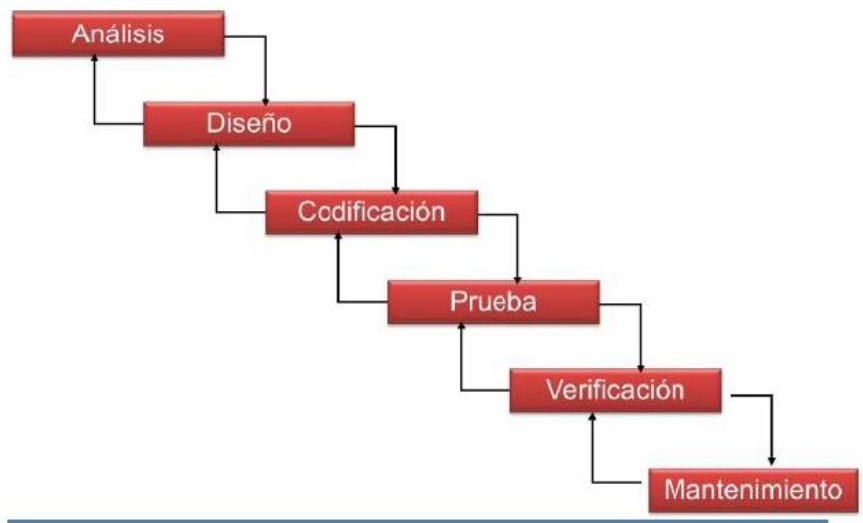 Análisis
Diseño
Codificación
Prueba
Verificación
Mantenimiento